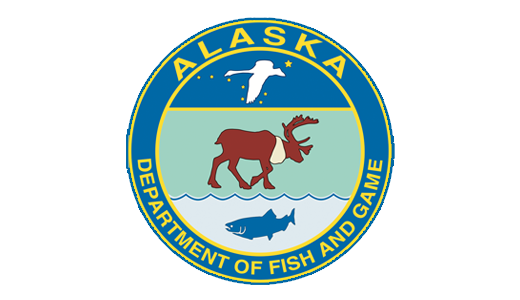 ALASKA
DEPARTMENT OF FISH AND GAME